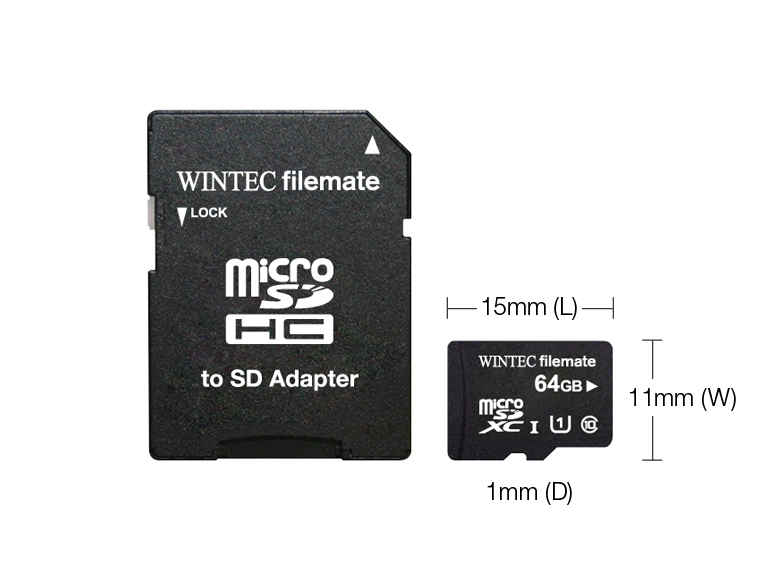 WINTEC filemate
LOCK
micro
SD
HC
to SD Adapter
15mm (L)
WINTEC filemate
64GB
micro
SD
XC I U1 10
11mm (W)
1mm (D)